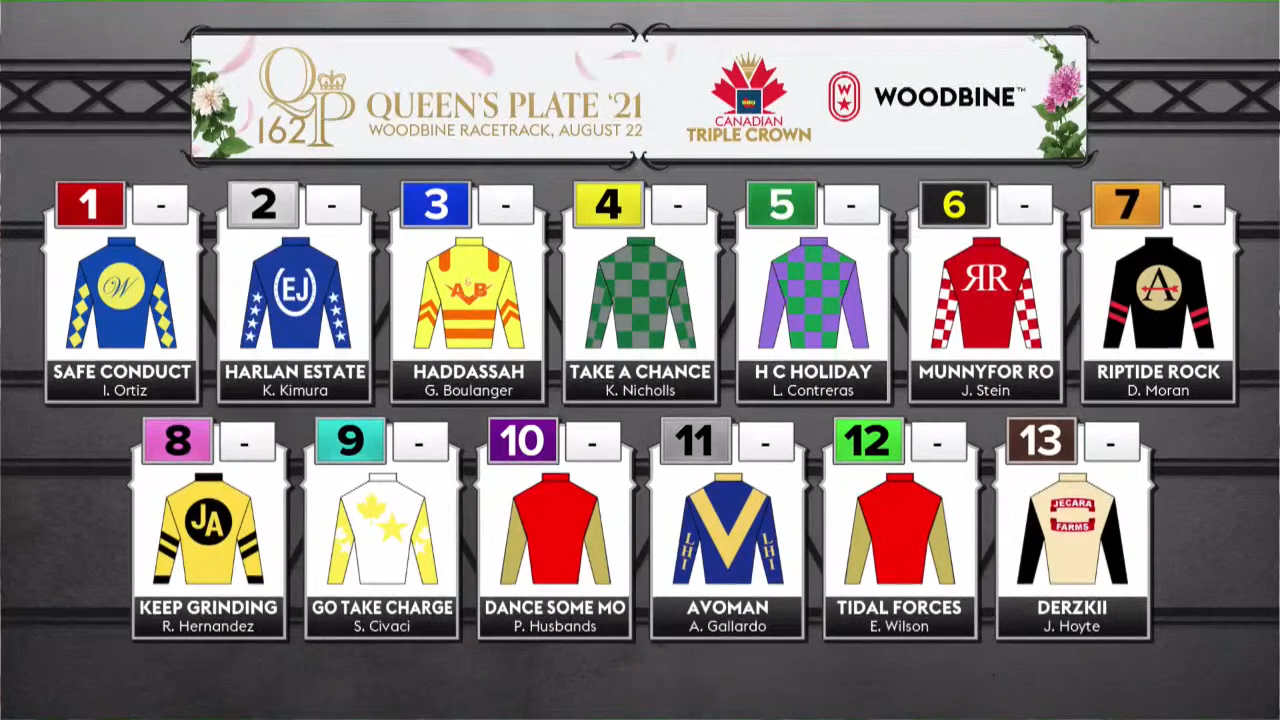 QP
162
QUEEN'S PLATE '21
WOODBINE RACETRACK, AUGUST 22
CANADIAN
TRIPLE CROWN
W
WOODBINE™
1 -
2 -
3 -
4 -
5 -
6 -
7 -
W
EJ
A&B
RR
A
SAFE CONDUCT
I. Ortiz
HARLAN ESTATE
K. Kimura
HADDASSAH
G. Boulanger
TAKE A CHANCE
K. Nicholls
H C HOLIDAY
L. Contreras
MUNNYFOR RO
J. Stein
RIPTIDE ROCK
D. Moran
8 -
9 -
10 -
11 -
12 -
13 -
JA
LHI
LHI
JECARA
FARMS
KEEP GRINDING
R. Hernandez
GO TAKE CHARGE
S. Civaci
DANCE SOME MO
P. Husbands
AVOMAN
A. Gallardo
TIDAL FORCES
E. Wilson
DERZKII
J. Hoyte